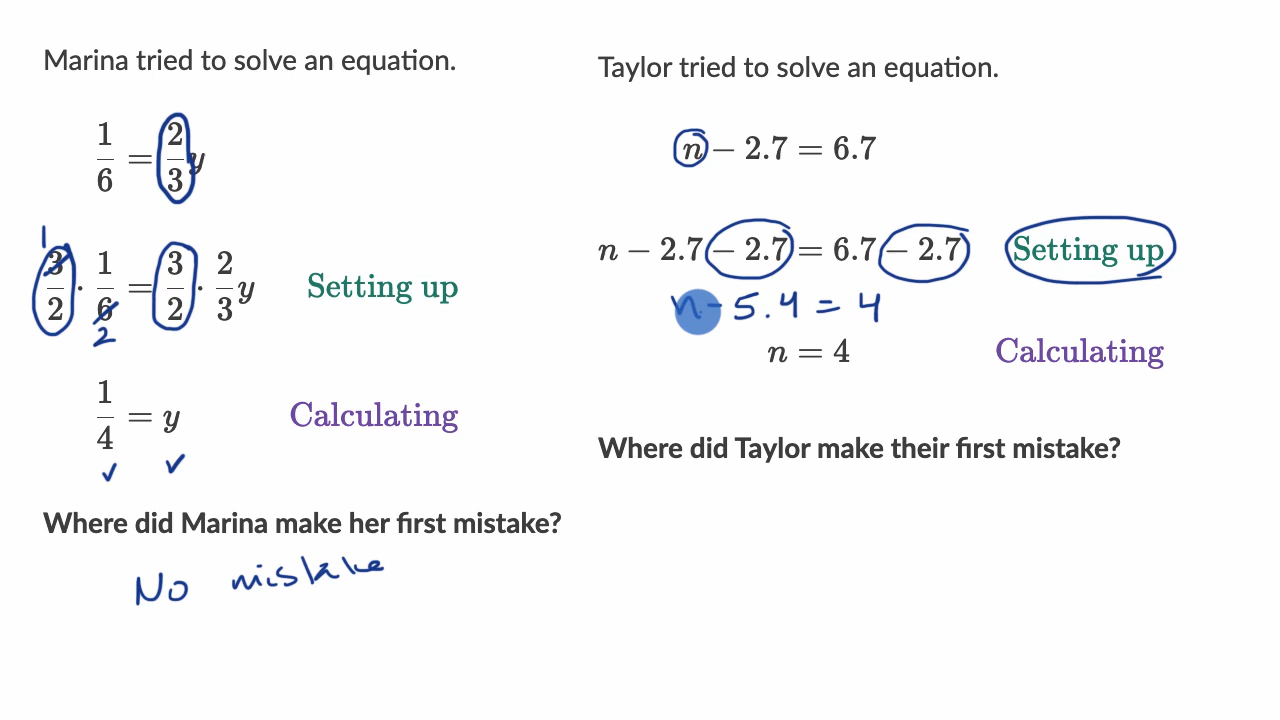 Marina tried to solve an equation.
1/6 = 2/3 y
1
3/2 · 1/6 = 3/2 · 2/3 y Setting up
2
1/4 = y Calculating
✓ ✓
Where did Marina make her first mistake?
No mistake
Taylor tried to solve an equation.
n − 2.7 = 6.7
n − 2.7 − 2.7 = 6.7 − 2.7 Setting up
n - 5.4 = 4
n = 4 Calculating
Where did Taylor make their first mistake?